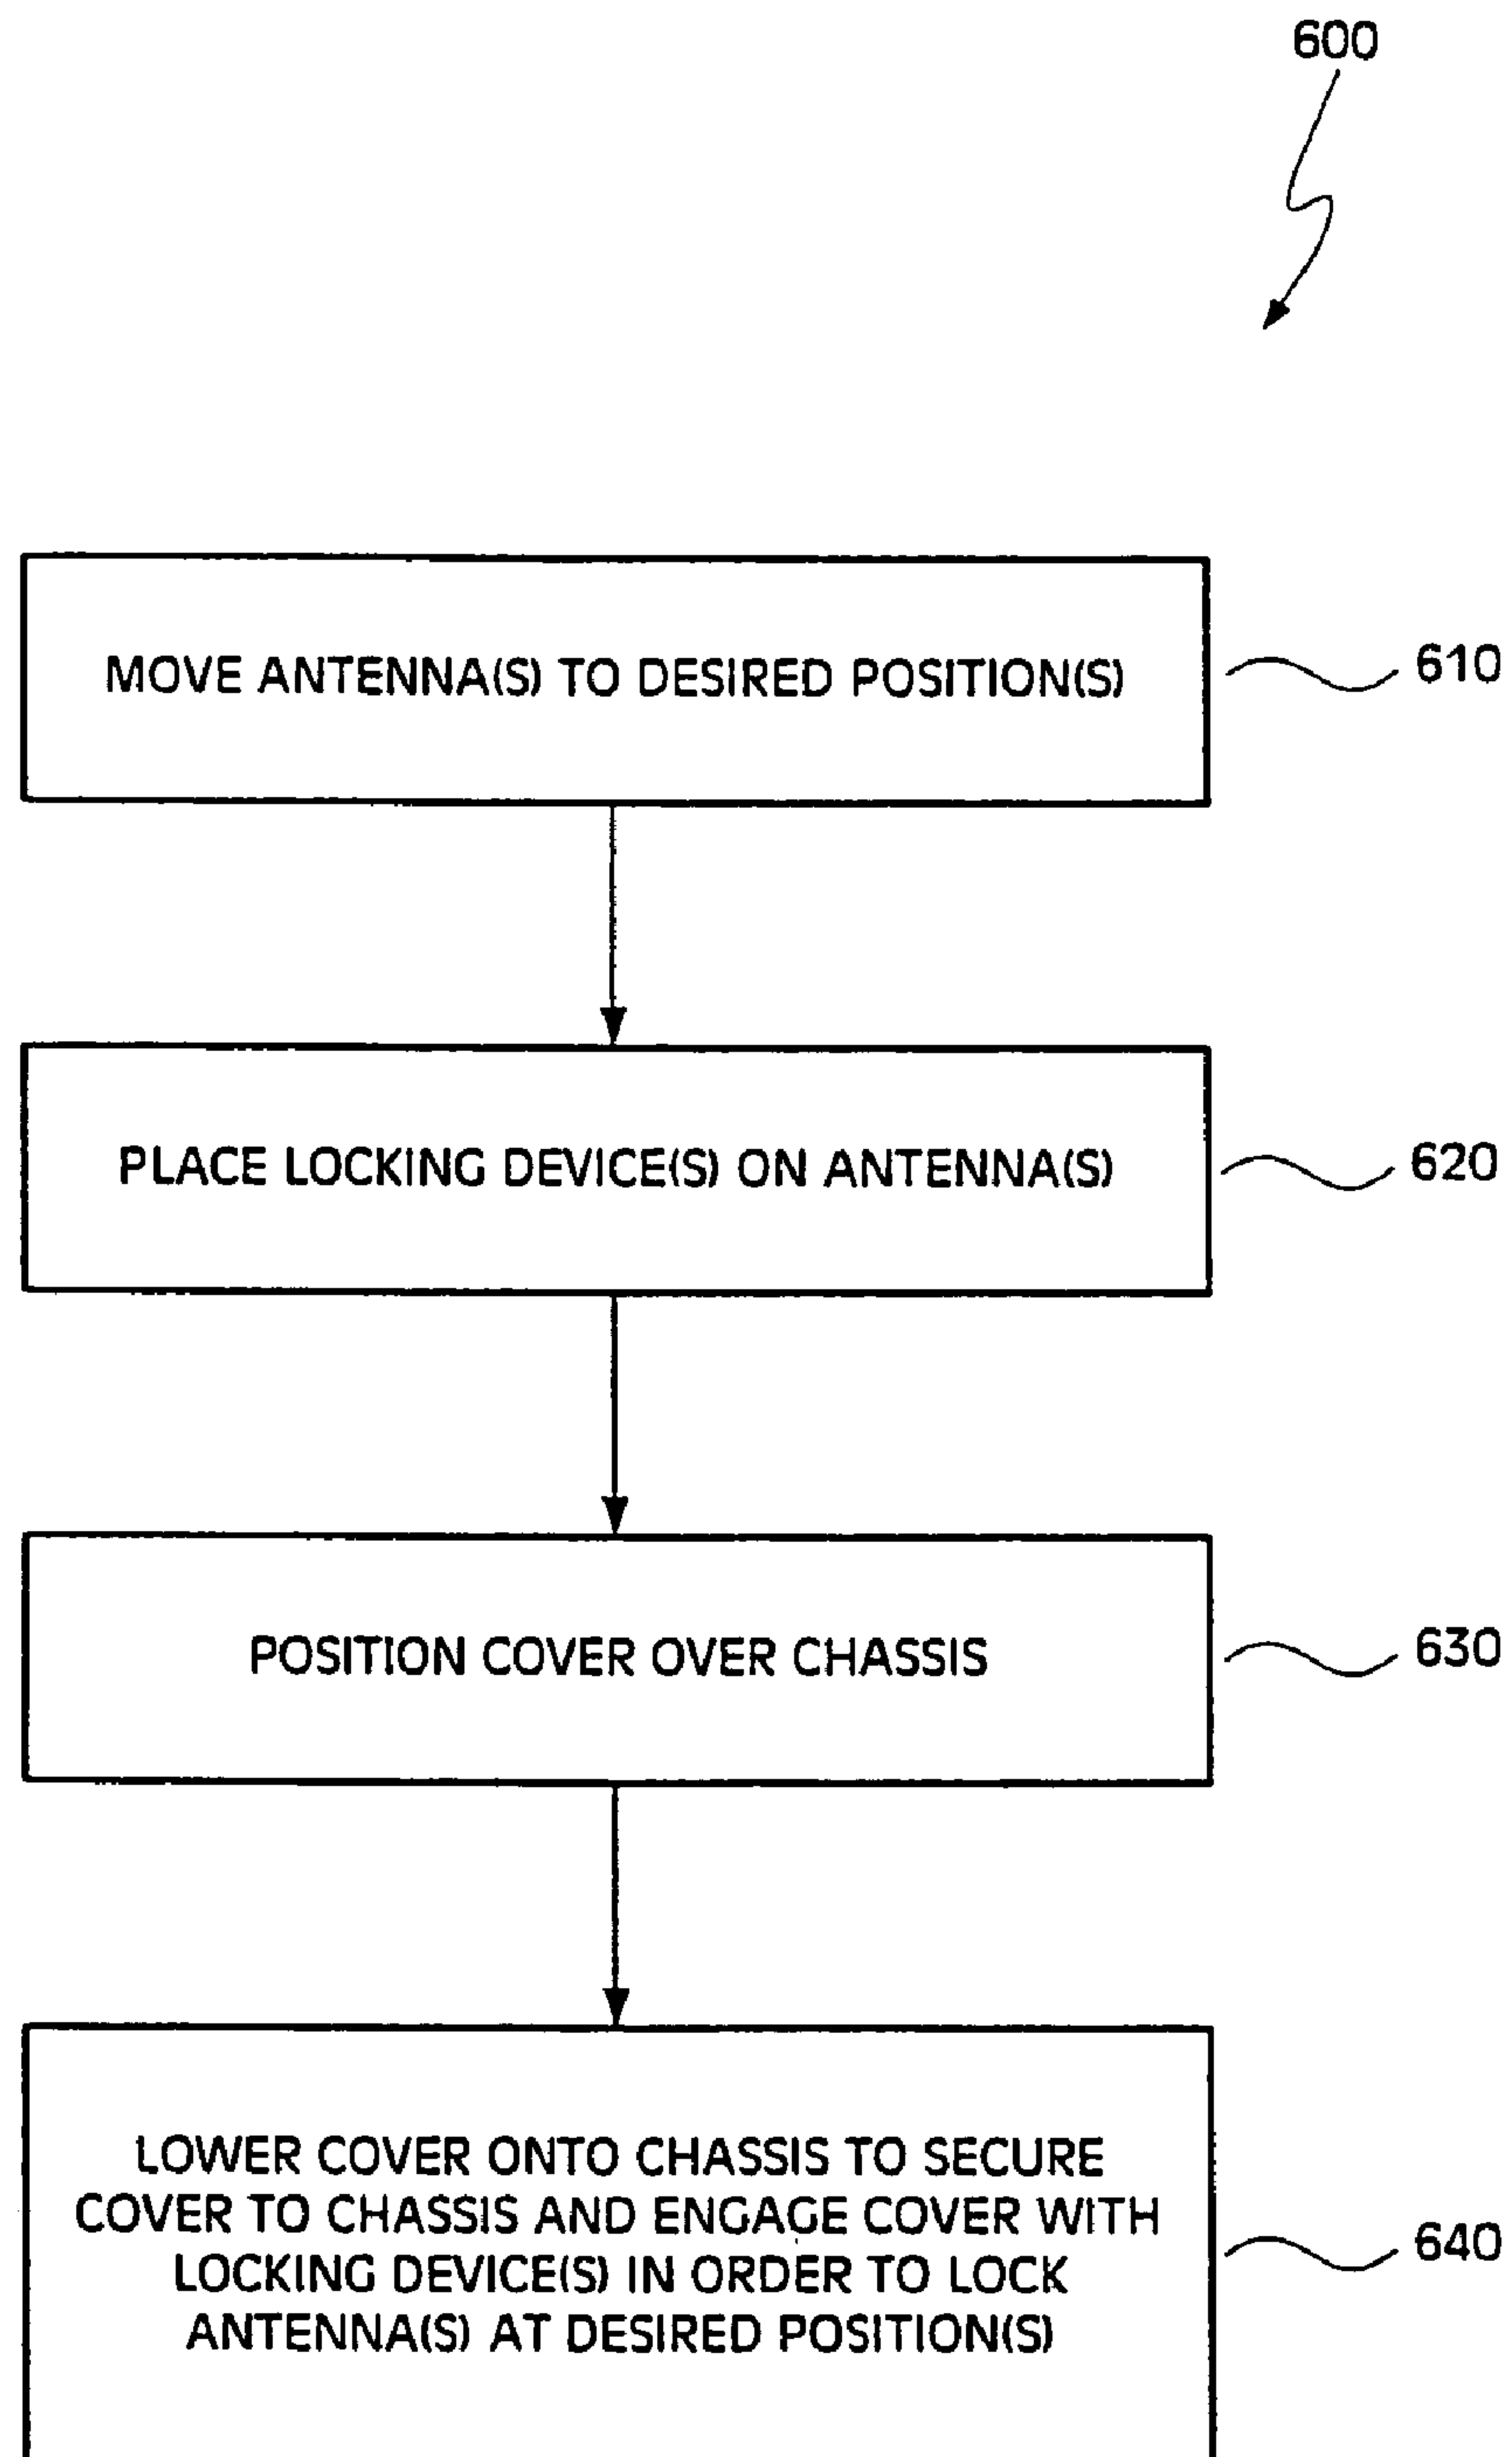 600
MOVE ANTENNA(S) TO DESIRED POSITION(S)
610
PLACE LOCKING DEVICE(S) ON ANTENNA(S)
620
POSITION COVER OVER CHASSIS
630
LOWER COVER ONTO CHASSIS TO SECURE
COVER TO CHASSIS AND ENGAGE COVER WITH
LOCKING DEVICE(S) IN ORDER TO LOCK
ANTENNA(S) AT DESIRED POSITION(S)
640